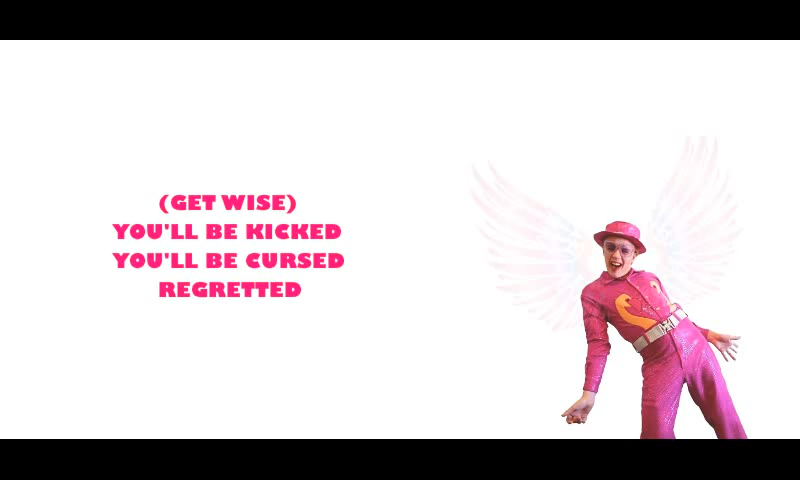 (GET WISE)
YOU'LL BE KICKED
YOU'LL BE CURSED
REGRETTED